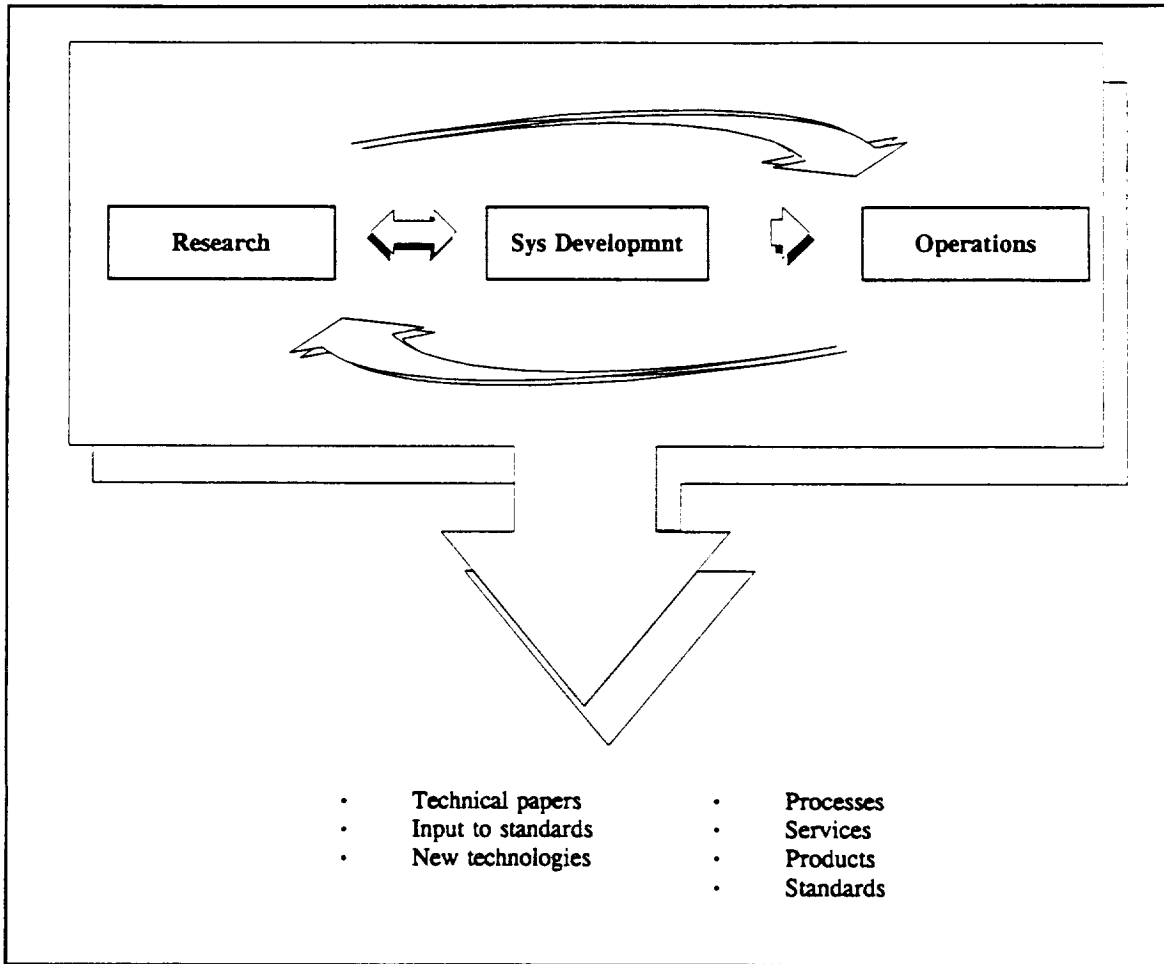 Research
Sys Developmnt
Operations
· Technical papers
· Input to standards
· New technologies
· Processes
· Services
· Products
· Standards